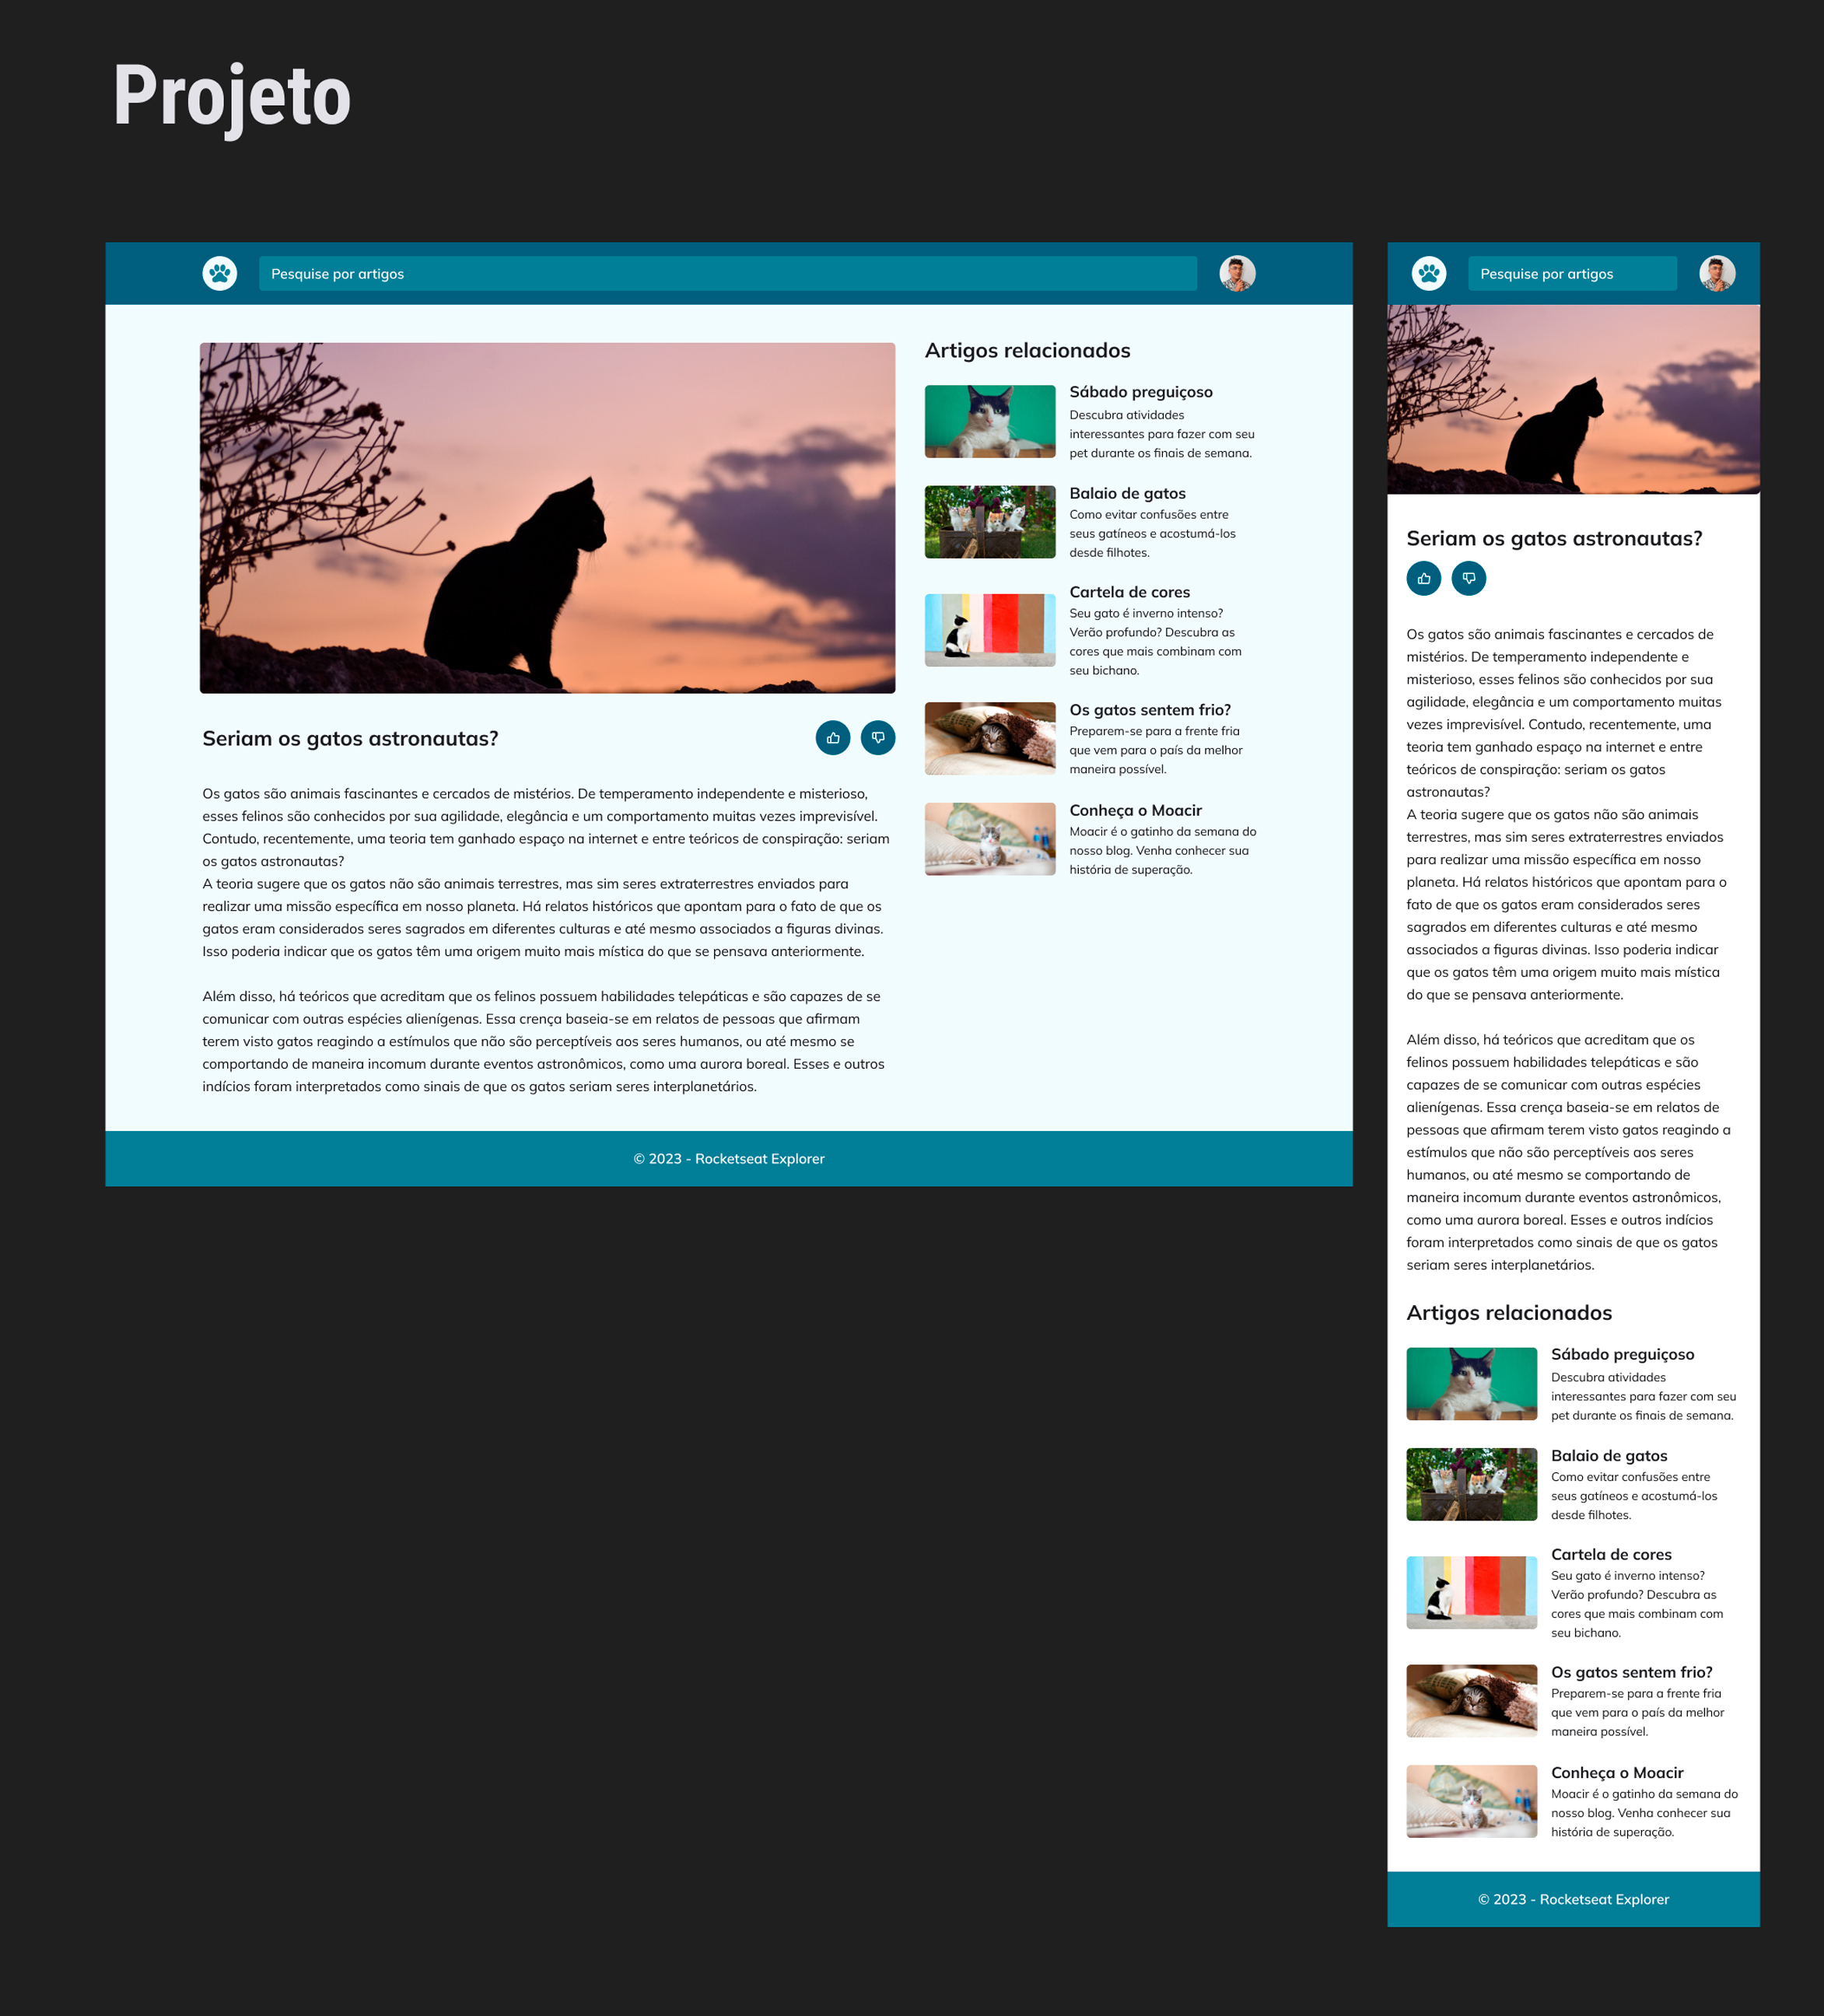 Projeto
Pesquise por artigos
Seriam os gatos astronautas?
Os gatos são animais fascinantes e cercados de mistérios. De temperamento independente e misterioso,
esses felinos são conhecidos por sua agilidade, elegância e um comportamento muitas vezes imprevisível.
Contudo, recentemente, uma teoria tem ganhado espaço na internet e entre teóricos de conspiração: seriam
os gatos astronautas?
A teoria sugere que os gatos não são animais terrestres, mas sim seres extraterrestres enviados para
realizar uma missão específica em nosso planeta. Há relatos históricos que apontam para o fato de que os
gatos eram considerados seres sagrados em diferentes culturas e até mesmo associados a figuras divinas.
Isso poderia indicar que os gatos têm uma origem muito mais mística do que se pensava anteriormente.
Além disso, há teóricos que acreditam que os felinos possuem habilidades telepáticas e são capazes de se
comunicar com outras espécies alienígenas. Essa crença baseia-se em relatos de pessoas que afirmam
terem visto gatos reagindo a estímulos que não são perceptíveis aos seres humanos, ou até mesmo se
comportando de maneira incomum durante eventos astronômicos, como uma aurora boreal. Esses e outros
indícios foram interpretados como sinais de que os gatos seriam seres interplanetários.
Artigos relacionados
Sábado preguiçoso
Descubra atividades
interessantes para fazer com seu
pet durante os finais de semana.
Balaio de gatos
Como evitar confusões entre
seus gatíneos e acostumá-los
desde filhotes.
Cartela de cores
Seu gato é inverno intenso?
Verão profundo? Descubra as
cores que mais combinam com
seu bichano.
Os gatos sentem frio?
Preparem-se para a frente fria
que vem para o país da melhor
maneira possível.
Conheça o Moacir
Moacir é o gatinho da semana do
nosso blog. Venha conhecer sua
história de superação.
© 2023 - Rocketseat Explorer
Pesquise por artigos
Seriam os gatos astronautas?
Os gatos são animais fascinantes e cercados de
mistérios. De temperamento independente e
misterioso, esses felinos são conhecidos por sua
agilidade, elegância e um comportamento muitas
vezes imprevisível. Contudo, recentemente, uma
teoria tem ganhado espaço na internet e entre
teóricos de conspiração: seriam os gatos
astronautas?
A teoria sugere que os gatos não são animais
terrestres, mas sim seres extraterrestres enviados
para realizar uma missão específica em nosso
planeta. Há relatos históricos que apontam para o
fato de que os gatos eram considerados seres
sagrados em diferentes culturas e até mesmo
associados a figuras divinas. Isso poderia indicar
que os gatos têm uma origem muito mais mística
do que se pensava anteriormente.
Além disso, há teóricos que acreditam que os
felinos possuem habilidades telepáticas e são
capazes de se comunicar com outras espécies
alienígenas. Essa crença baseia-se em relatos de
pessoas que afirmam terem visto gatos reagindo a
estímulos que não são perceptíveis aos seres
humanos, ou até mesmo se comportando de
maneira incomum durante eventos astronômicos,
como uma aurora boreal. Esses e outros indícios
foram interpretados como sinais de que os gatos
seriam seres interplanetários.
Artigos relacionados
Sábado preguiçoso
Descubra atividades
interessantes para fazer com seu
pet durante os finais de semana.
Balaio de gatos
Como evitar confusões entre
seus gatíneos e acostumá-los
desde filhotes.
Cartela de cores
Seu gato é inverno intenso?
Verão profundo? Descubra as
cores que mais combinam com
seu bichano.
Os gatos sentem frio?
Preparem-se para a frente fria
que vem para o país da melhor
maneira possível.
Conheça o Moacir
Moacir é o gatinho da semana do
nosso blog. Venha conhecer sua
história de superação.
© 2023 - Rocketseat Explorer